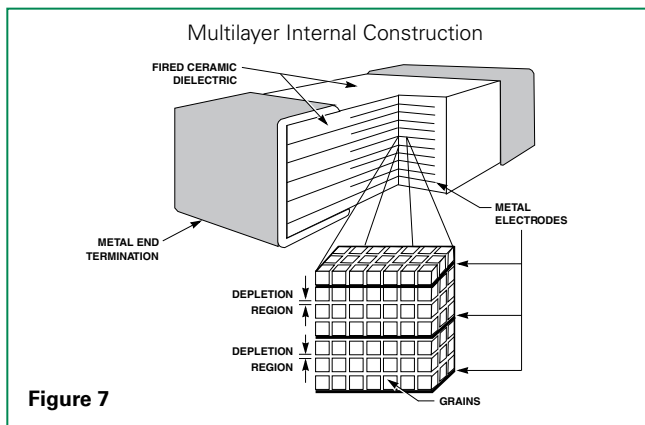 Multilayer Internal Construction
FIRED CERAMIC
DIELECTRIC
METAL
ELECTRODES
METAL END
TERMINATION
DEPLETION
REGION
DEPLETION
REGION
GRAINS
Figure 7